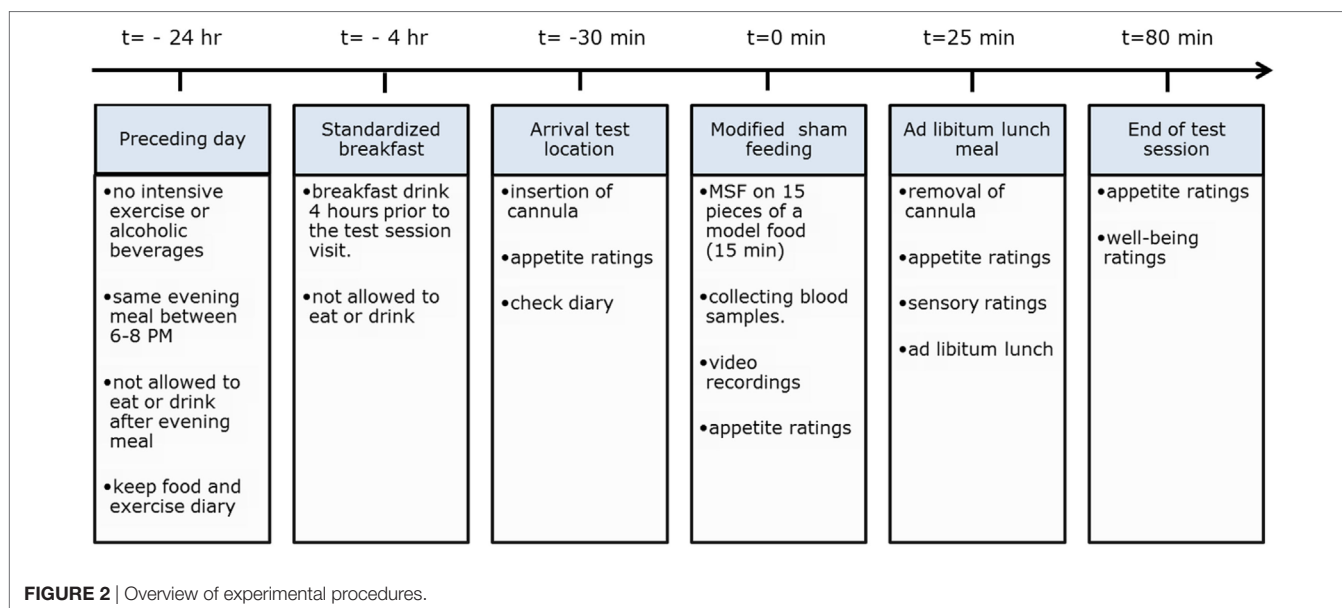 t= - 24 hr
t= - 4 hr
t= -30 min
t=0 min
t=25 min
t=80 min
Preceding day
•no intensive
exercise or
alcoholic
beverages
•same evening
meal between
6-8 PM
•not allowed to
eat or drink
after evening
meal
•keep food and
exercise diary
Standardized
breakfast
•breakfast drink
4 hours prior to
the test session
visit.
•not allowed to
eat or drink
Arrival test
location
•insertion of
cannula
•appetite ratings
•check diary
Modified sham
feeding
•MSF on 15
pieces of a
model food
(15 min)
•collecting blood
samples.
•video
recordings
•appetite ratings
Ad libitum lunch
meal
•removal of
cannula
•appetite ratings
•sensory ratings
•ad libitum lunch
End of test
session
•appetite ratings
•well-being
ratings
FIGURE 2 | Overview of experimental procedures.